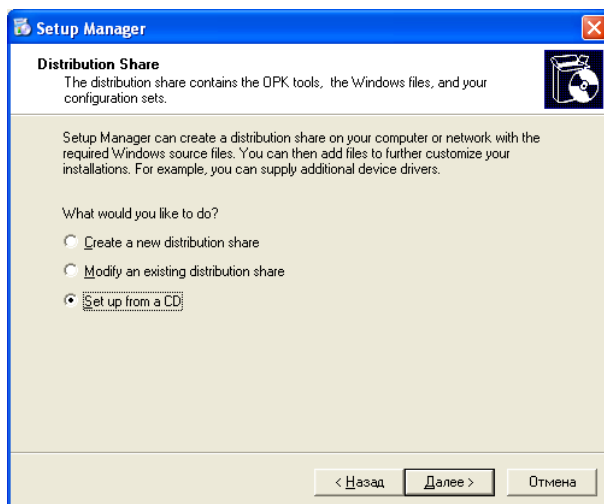 Setup Manager
Distribution Share
The distribution share contains the OPK tools, the Windows files, and your
configuration sets.
Setup Manager can create a distribution share on your computer or network with the
required Windows source files. You can then add files to further customize your
installations. For example, you can supply additional device drivers.
What would you like to do?
Create a new distribution share
Modify an existing distribution share
Set up from a CD
< Назад
Далее >
Отмена